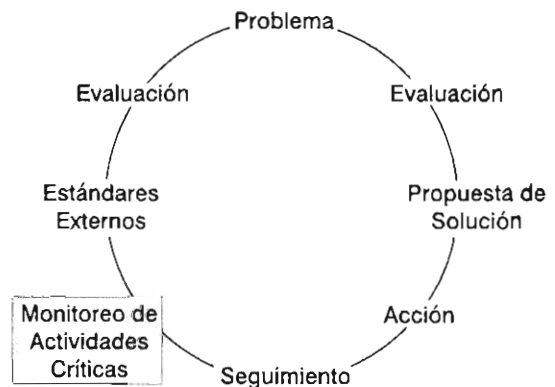 Problema
Evaluación
Evaluación
Estándares
Externos
Propuesta de
Solución
Monitoreo de
Actividades
Críticas
Acción
Seguimiento